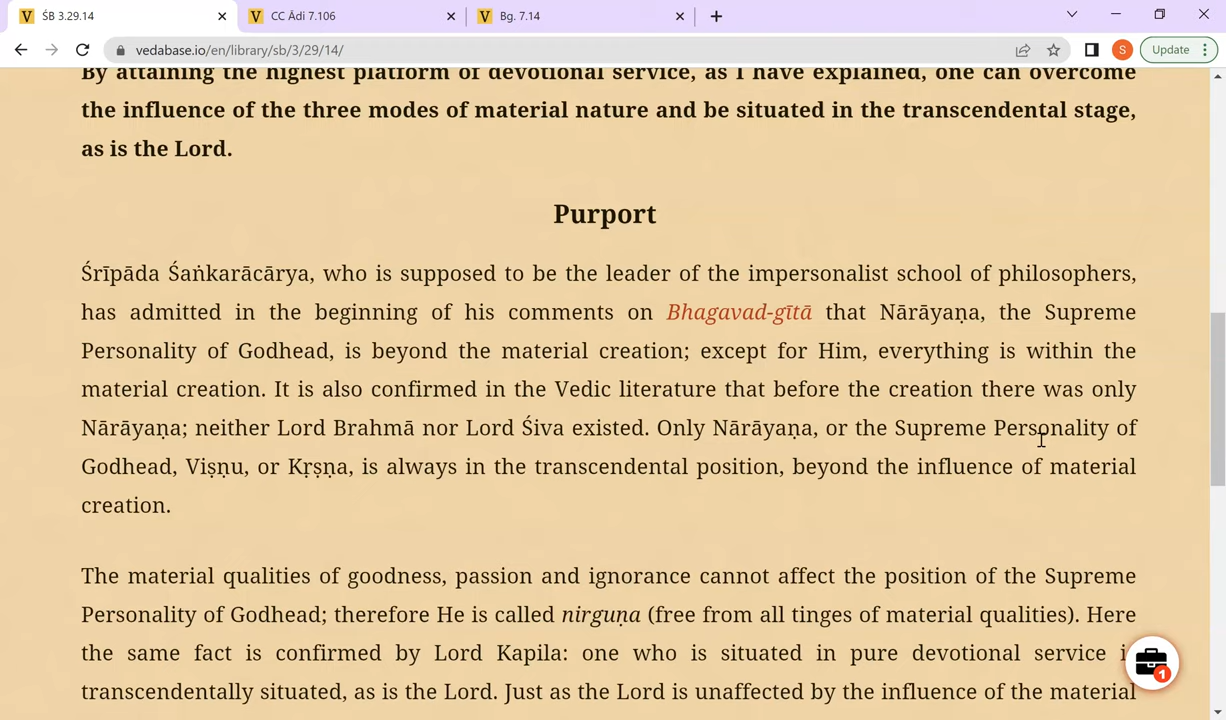 ŚB 3.29.14
CC Ādi 7.106
Bg. 7.14
vedabase.io/en/library/sb/3/29/14/
S
Update
By attaining the highest platform of devotional service, as I have explained, one can overcome
the influence of the three modes of material nature and be situated in the transcendental stage,
as is the Lord.
Purport
Śrīpāda Śaṅkarācārya, who is supposed to be the leader of the impersonalist school of philosophers,
has admitted in the beginning of his comments on Bhagavad-gītā that Nārāyaṇa, the Supreme
Personality of Godhead, is beyond the material creation; except for Him, everything is within the
material creation. It is also confirmed in the Vedic literature that before the creation there was only
Nārāyaṇa; neither Lord Brahmā nor Lord Śiva existed. Only Nārāyaṇa, or the Supreme Personality of
Godhead, Viṣṇu, or Kṛṣṇa, is always in the transcendental position, beyond the influence of material
creation.
The material qualities of goodness, passion and ignorance cannot affect the position of the Supreme
Personality of Godhead; therefore He is called nirguṇa (free from all tinges of material qualities). Here
the same fact is confirmed by Lord Kapila: one who is situated in pure devotional service
transcendentally situated, as is the Lord. Just as the Lord is unaffected by the influence of the material
1